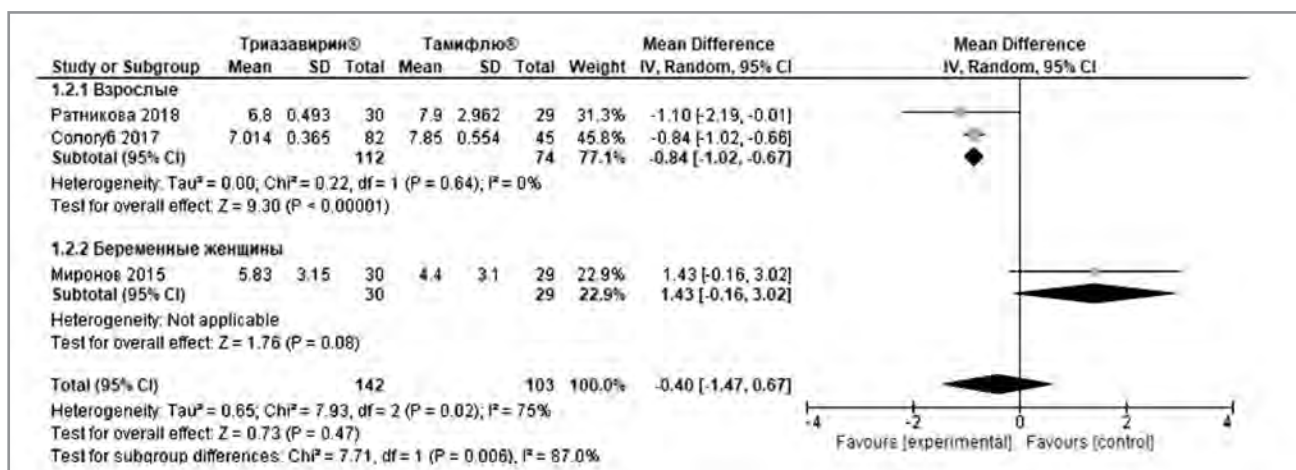 Триазавирин® Тамифлю® Mean Difference Mean Difference
Study or Subgroup Mean SD Total Mean SD Total Weight IV, Random, 95% CI IV, Random, 95% CI
1.2.1 Взрослые
Ратникова 2018 6.8 0.493 30 7.9 2.962 29 31.3% -1.10 [-2.19, -0.01]
Сологуб 2017 7.014 0.365 82 7.85 0.554 45 45.8% -0.84 [-1.02, -0.66]
Subtotal (95% CI) 112 74 77.1% -0.84 [-1.02, -0.67]
Heterogeneity: Tau² = 0.00; Chi² = 0.22, df = 1 (P = 0.64); I² = 0%
Test for overall effect: Z = 9.30 (P < 0.00001)
1.2.2 Беременные женщины
Миронов 2015 5.83 3.15 30 4.4 3.1 29 22.9% 1.43 [-0.16, 3.02]
Subtotal (95% CI) 30 29 22.9% 1.43 [-0.16, 3.02]
Heterogeneity: Not applicable
Test for overall effect: Z = 1.76 (P = 0.08)
Total (95% CI) 142 103 100.0% -0.40 [-1.47, 0.67]
Heterogeneity: Tau² = 0.65; Chi² = 7.93, df = 2 (P = 0.02); I² = 75%
Test for overall effect: Z = 0.73 (P = 0.47)
Test for subgroup differences: Chi² = 7.71, df = 1 (P = 0.006), I² = 87.0%
-4 -2 0 2 4
Favours [experimental] Favours [control]